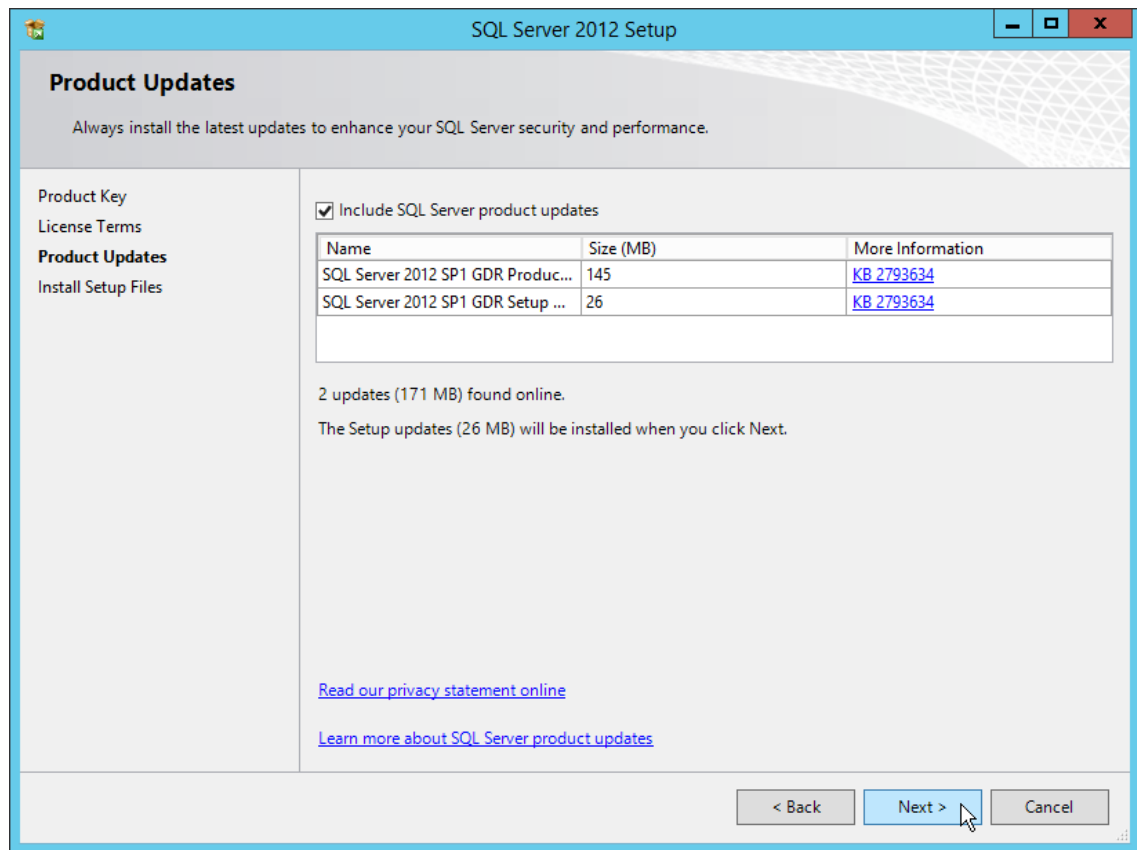 SQL Server 2012 Setup
Product Updates
Always install the latest updates to enhance your SQL Server security and performance.
Product Key
License Terms
Product Updates
Install Setup Files
Include SQL Server product updates
Name Size (MB) More Information
SQL Server 2012 SP1 GDR Produc... 145 KB 2793634
SQL Server 2012 SP1 GDR Setup ... 26 KB 2793634
2 updates (171 MB) found online.
The Setup updates (26 MB) will be installed when you click Next.
Read our privacy statement online
Learn more about SQL Server product updates
< Back Next > Cancel